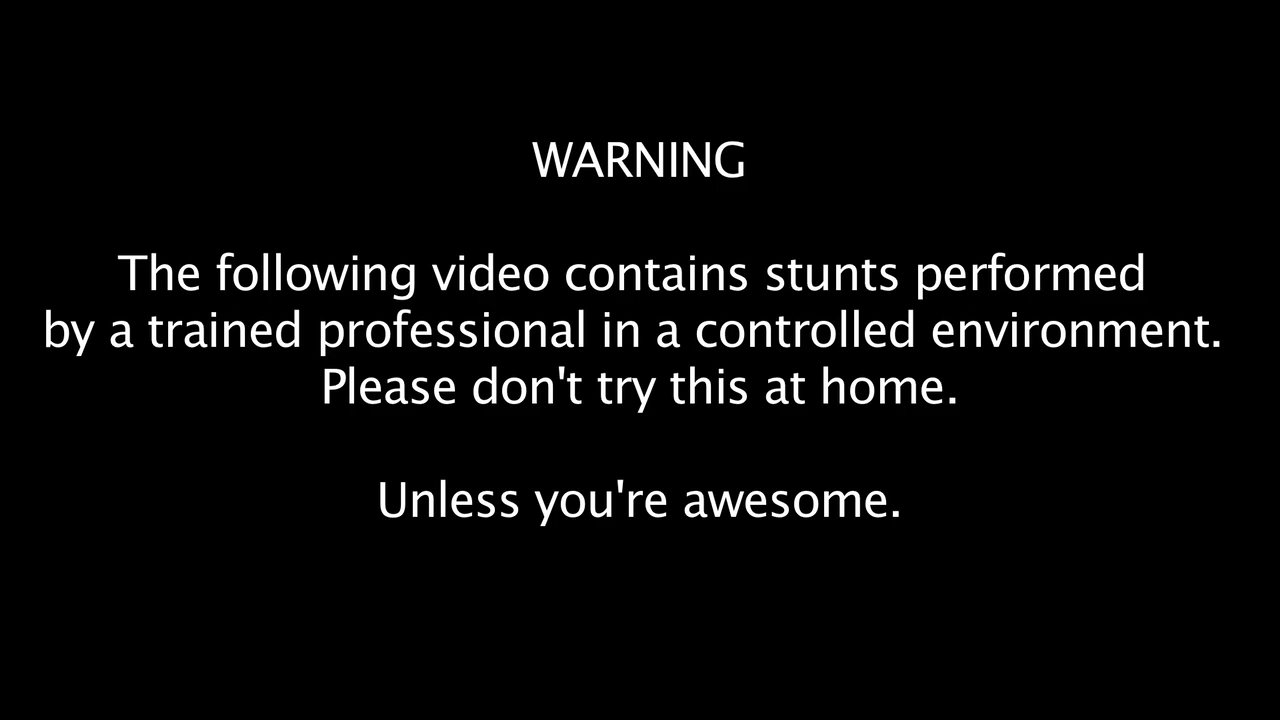 WARNING
The following video contains stunts performed
by a trained professional in a controlled environment.
Please don't try this at home.
Unless you're awesome.